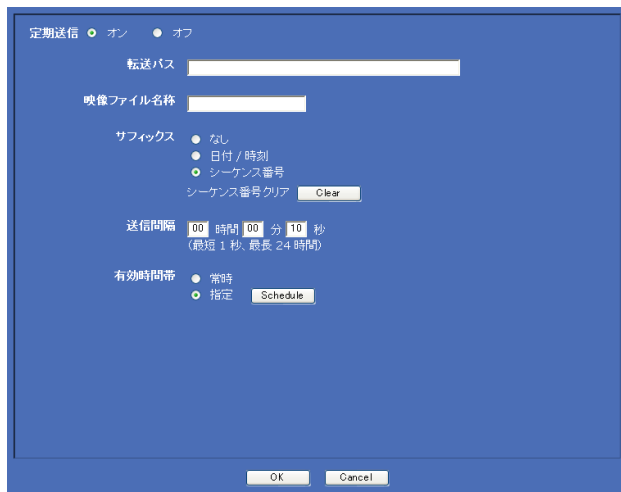 定期送信 オン オフ
転送パス
映像ファイル名称
サフィックス なし
日付 / 時刻
シーケンス番号
シーケンス番号クリア Clear
送信間隔 00 時間 00 分 10 秒
(最短 1 秒、最長 24 時間)
有効時間帯 常時
指定 Schedule
OK Cancel